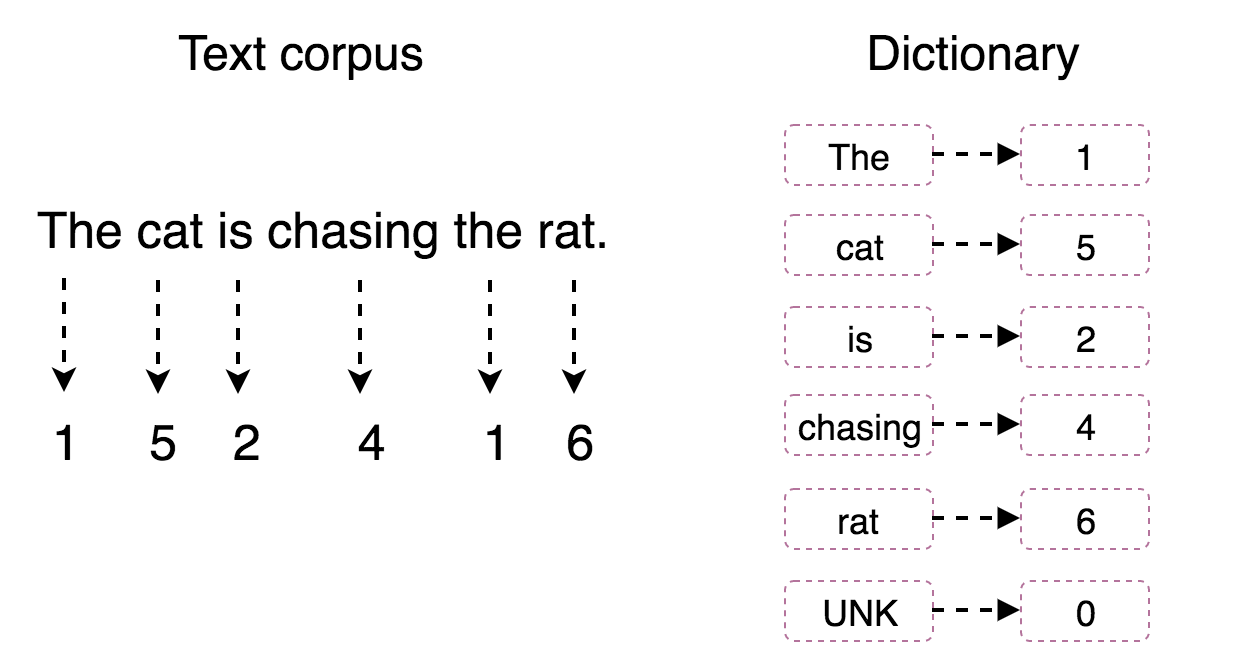 Text corpus
The cat is chasing the rat.
1 5 2 4 1 6
Dictionary
The 1
cat 5
is 2
chasing 4
rat 6
UNK 0